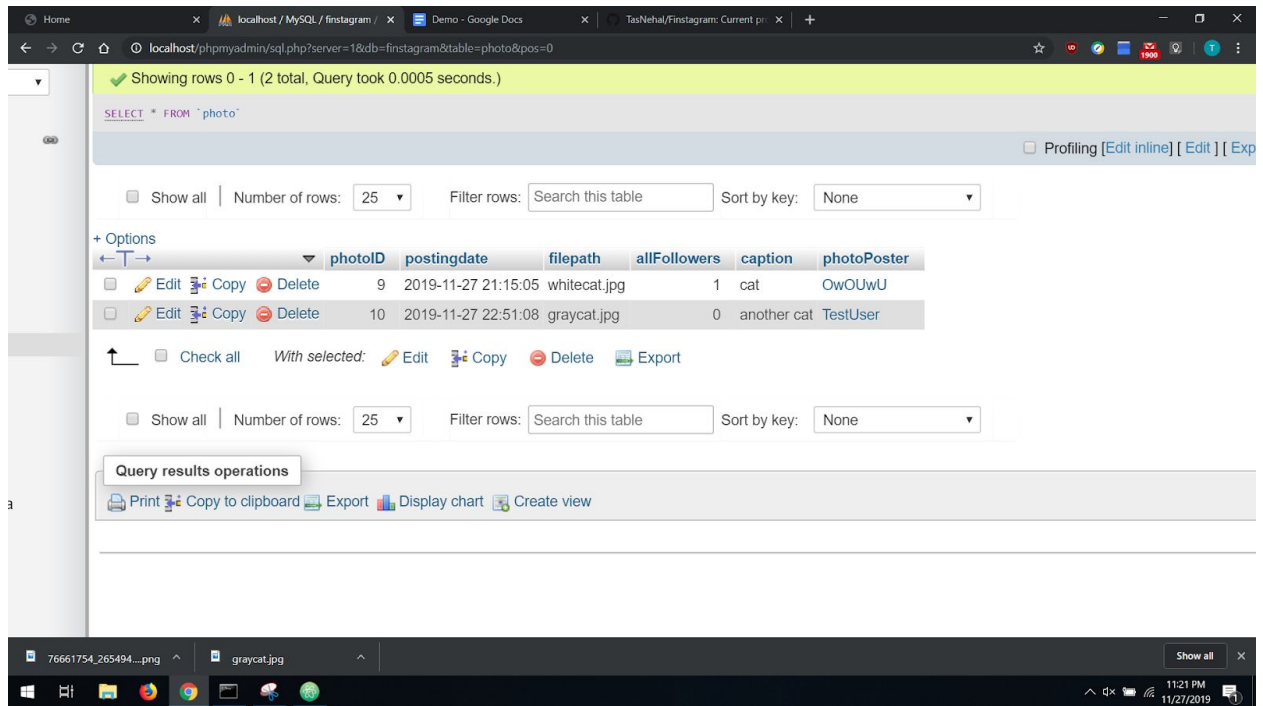 Home
localhost / MySQL / finstagram /
Demo - Google Docs
TasNehal/Finstagram: Current pr
localhost/phpmyadmin/sql.php?server=1&db=finstagram&table=photo&pos=0
1900
T
Showing rows 0 - 1 (2 total, Query took 0.0005 seconds.)
SELECT * FROM `photo`
Profiling [Edit inline] [ Edit ] [ Exp
Show all Number of rows: 25 Filter rows: Search this table Sort by key: None
+ Options
photoID postingdate filepath allFollowers caption photoPoster
Edit Copy Delete 9 2019-11-27 21:15:05 whitecat.jpg 1 cat OwOUwU
Edit Copy Delete 10 2019-11-27 22:51:08 graycat.jpg 0 another cat TestUser
Check all With selected: Edit Copy Delete Export
Show all Number of rows: 25 Filter rows: Search this table Sort by key: None
Query results operations
a
Print Copy to clipboard Export Display chart Create view
76661754_265494....png
graycat.jpg
Show all
11:21 PM
11/27/2019
1